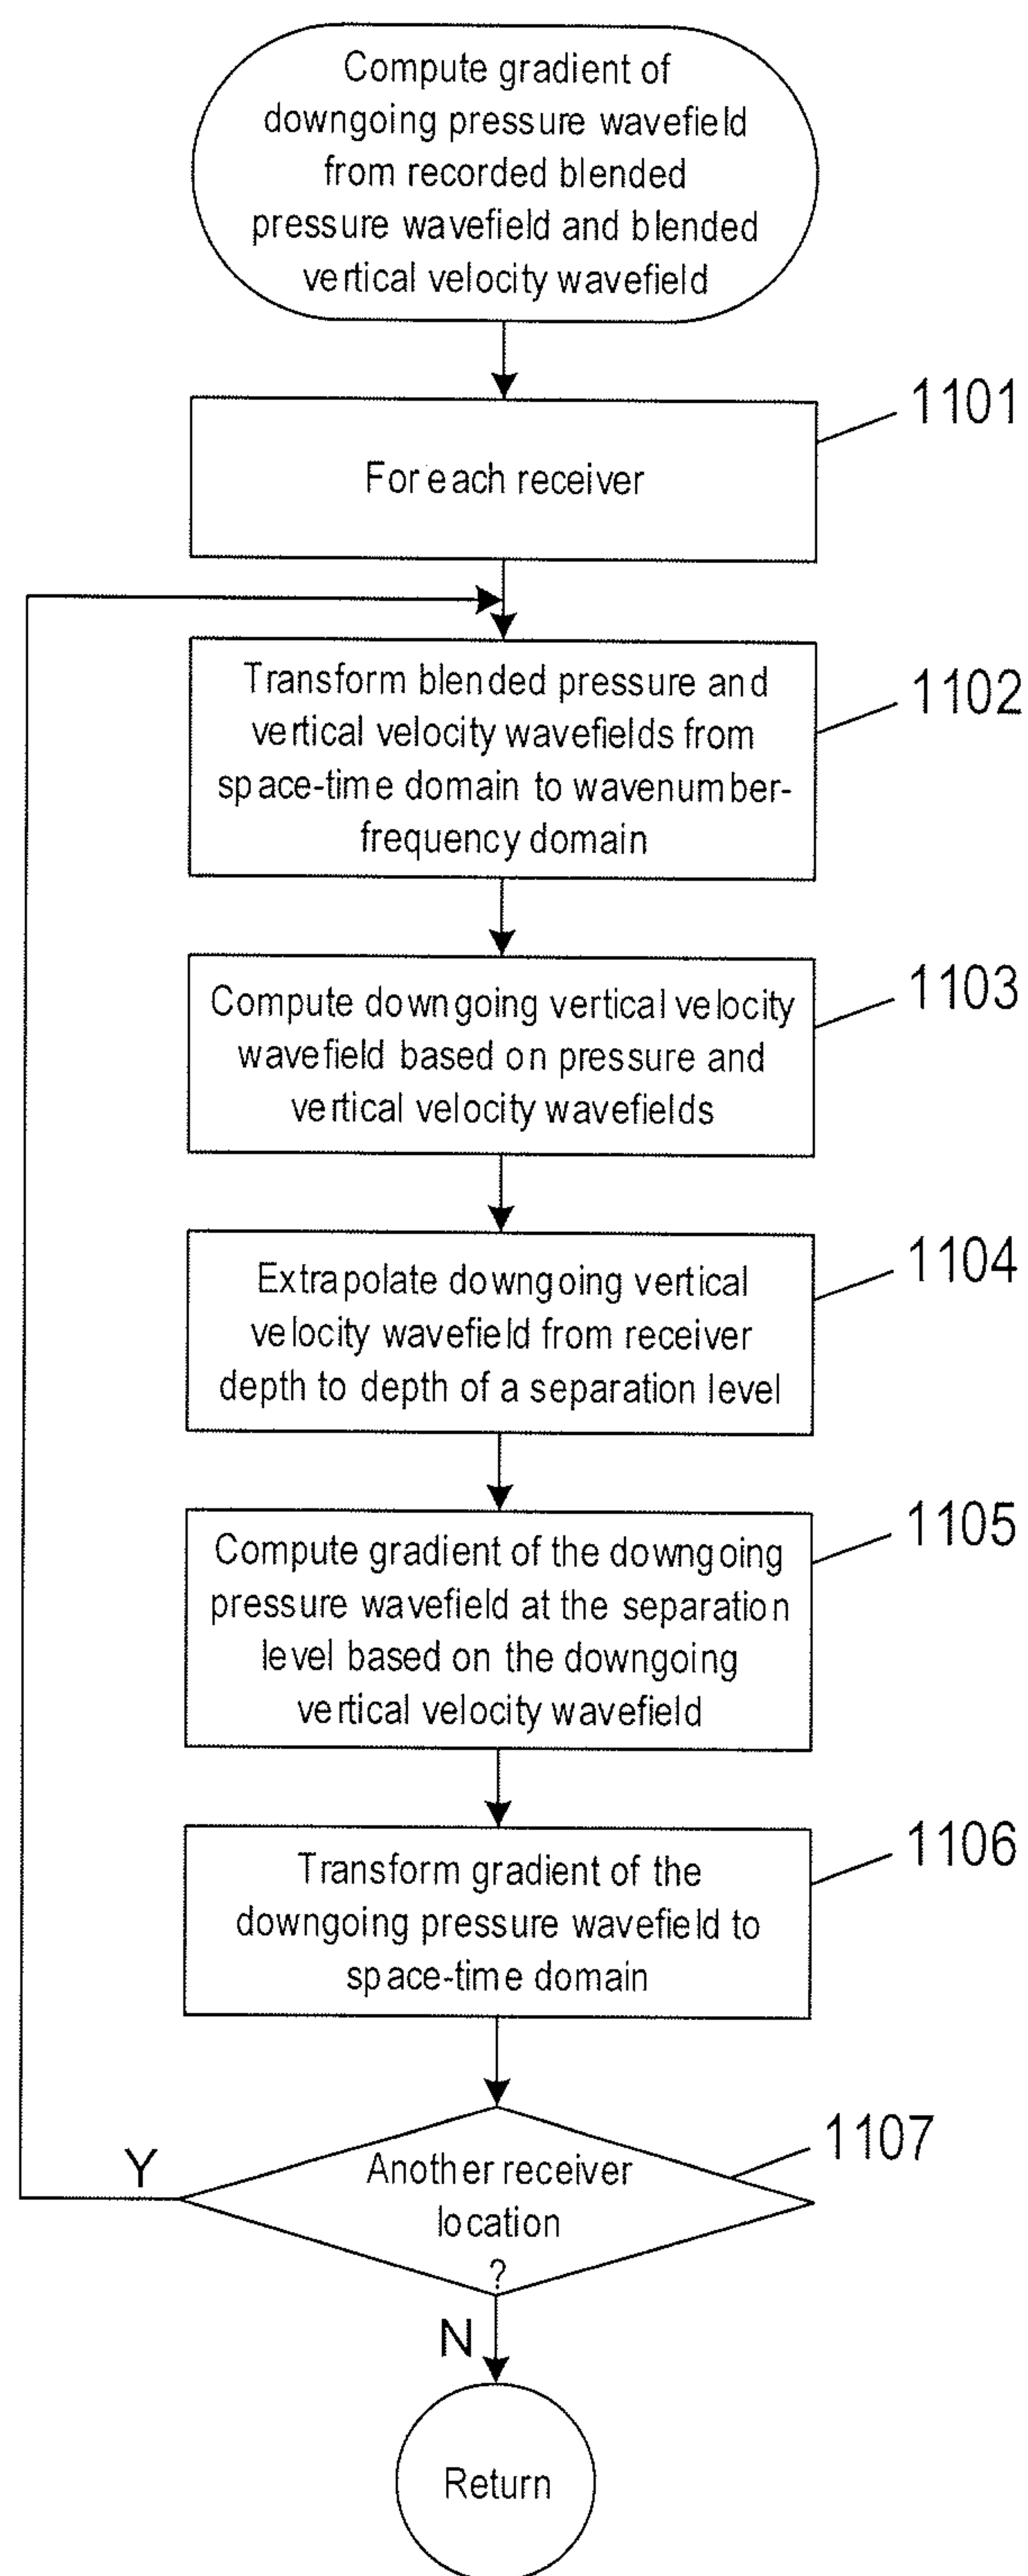 Compute gradient of
downgoing pressure wavefield
from recorded blended
pressure wavefield and blended
vertical velocity wavefield
1101
For each receiver
1102
Transform blended pressure and
vertical velocity wavefields from
space-time domain to wavenumber-
frequency domain
1103
Compute downgoing vertical velocity
wavefield based on pressure and
vertical velocity wavefields
1104
Extrapolate downgoing vertical
velocity wavefield from receiver
depth to depth of a separation level
1105
Compute gradient of the downgoing
pressure wavefield at the separation
level based on the downgoing
vertical velocity wavefield
1106
Transform gradient of the
downgoing pressure wavefield to
space-time domain
1107
Y
Another receiver
location
?
N
Return